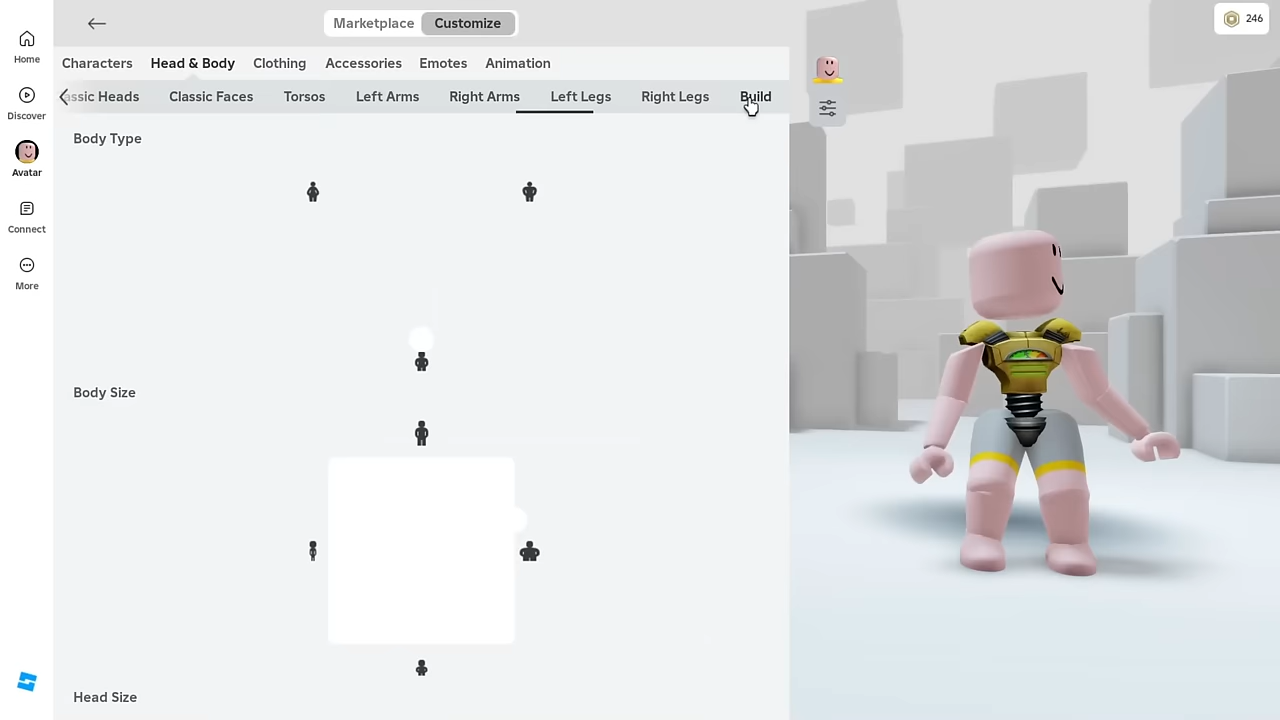 Marketplace Customize
246
Home
Discover
Avatar
Connect
More
Characters Head & Body Clothing Accessories Emotes Animation
assic Heads Classic Faces Torsos Left Arms Right Arms Left Legs Right Legs Build
Body Type
Body Size
Head Size